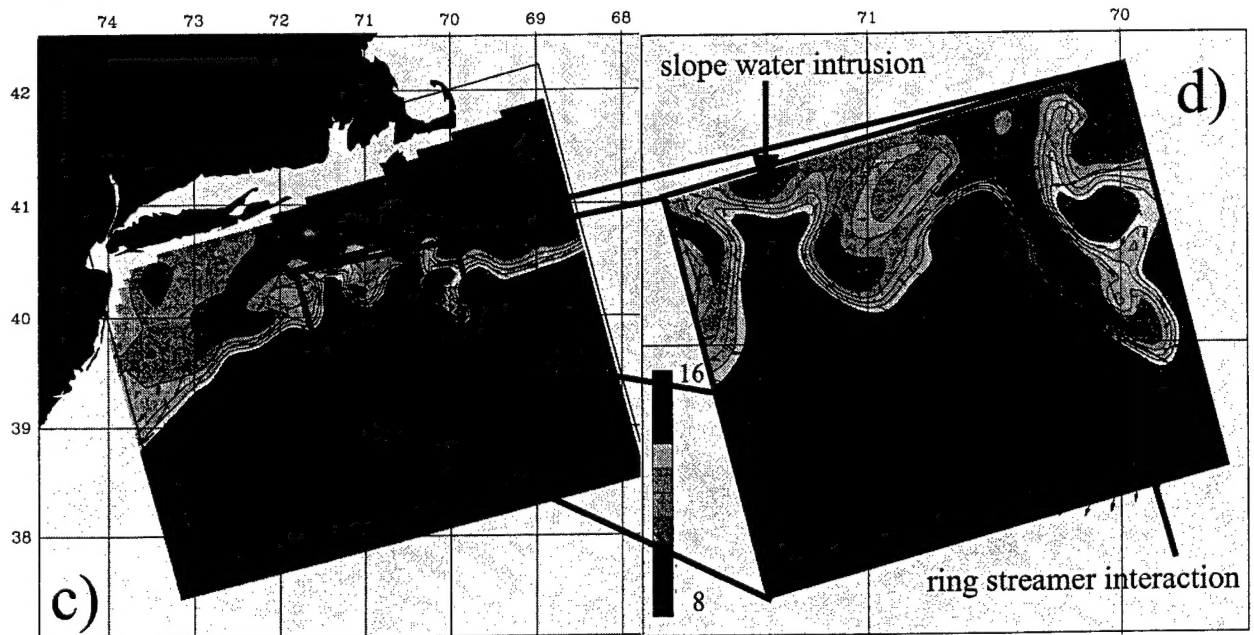 74 73 72 71 70 69 68
71 70
slope water intrusion
42
d)
41
40
16
39
38
ring streamer interaction
c)
8